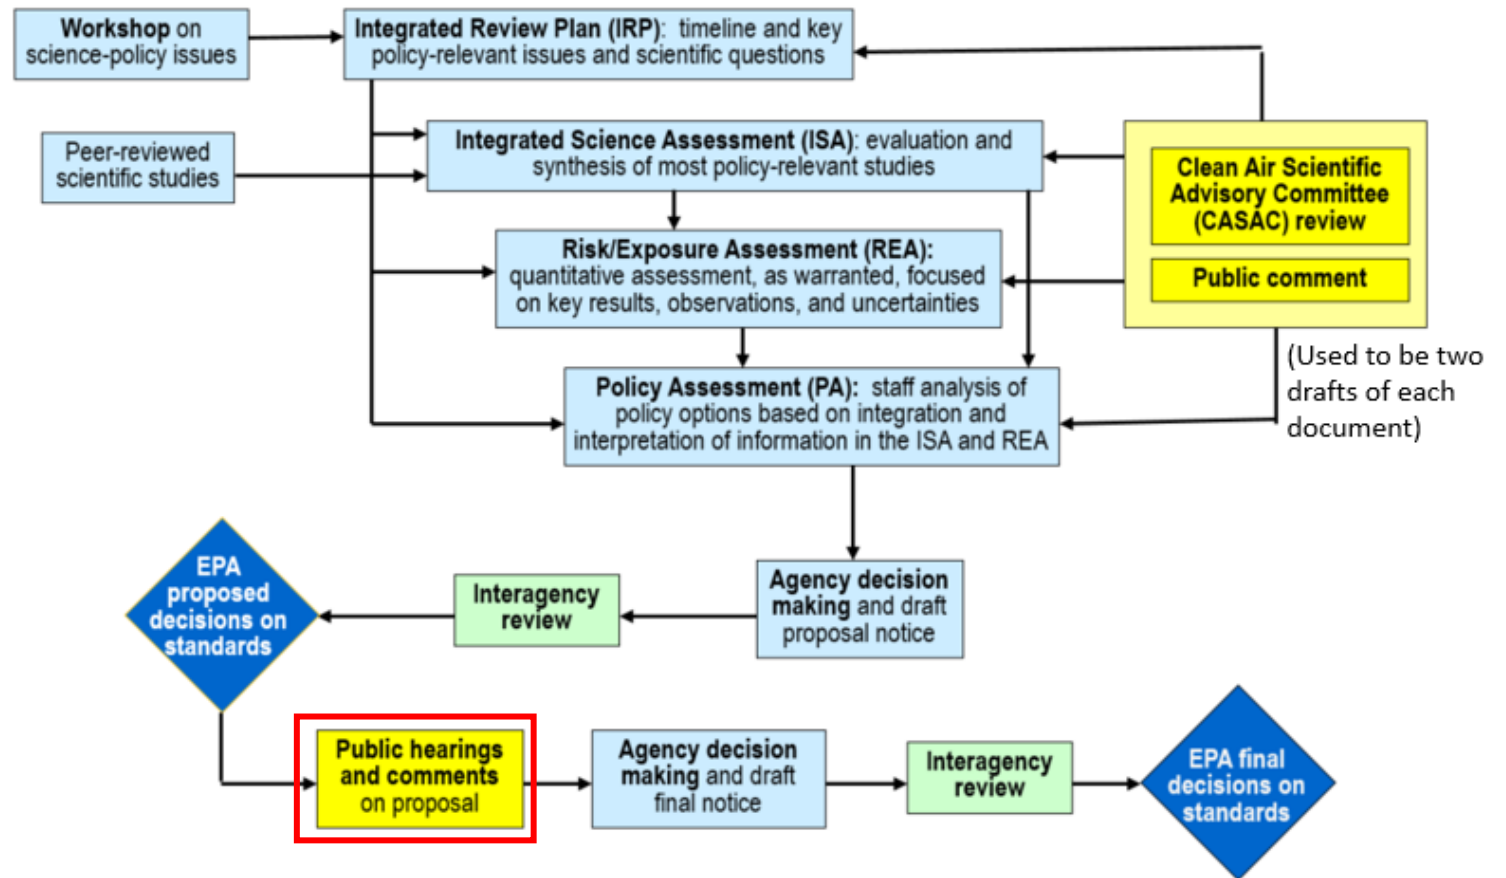 Workshop on
science-policy issues
Integrated Review Plan (IRP): timeline and key
policy-relevant issues and scientific questions
Peer-reviewed
scientific studies
Integrated Science Assessment (ISA): evaluation and
synthesis of most policy-relevant studies
Clean Air Scientific
Advisory Committee
(CASAC) review
Public comment
Risk/Exposure Assessment (REA):
quantitative assessment, as warranted, focused
on key results, observations, and uncertainties
(Used to be two
drafts of each
document)
Policy Assessment (PA): staff analysis of
policy options based on integration and
interpretation of information in the ISA and REA
Agency decision
making and draft
proposal notice
Interagency
review
EPA
proposed
decisions on
standards
Public hearings
and comments
on proposal
Agency decision
making and draft
final notice
Interagency
review
EPA final
decisions on
standards